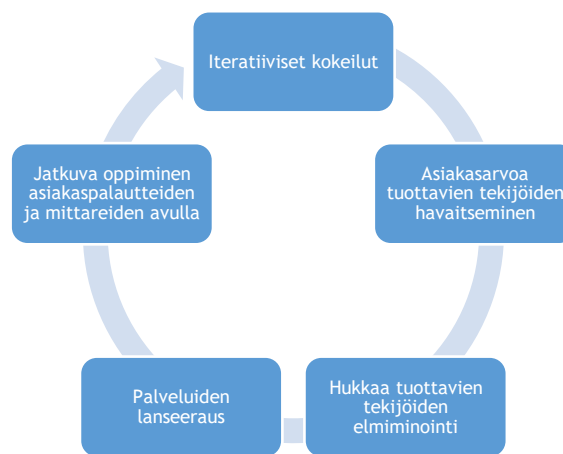 Iteratiiviset kokeilut
Asiakasarvoa
tuottavien tekijöiden
havaitseminen
Hukkaa tuottavien
tekijöiden
elmiminointi
Palveluiden
lanseeraus
Jatkuva oppiminen
asiakaspalautteiden
ja mittareiden avulla